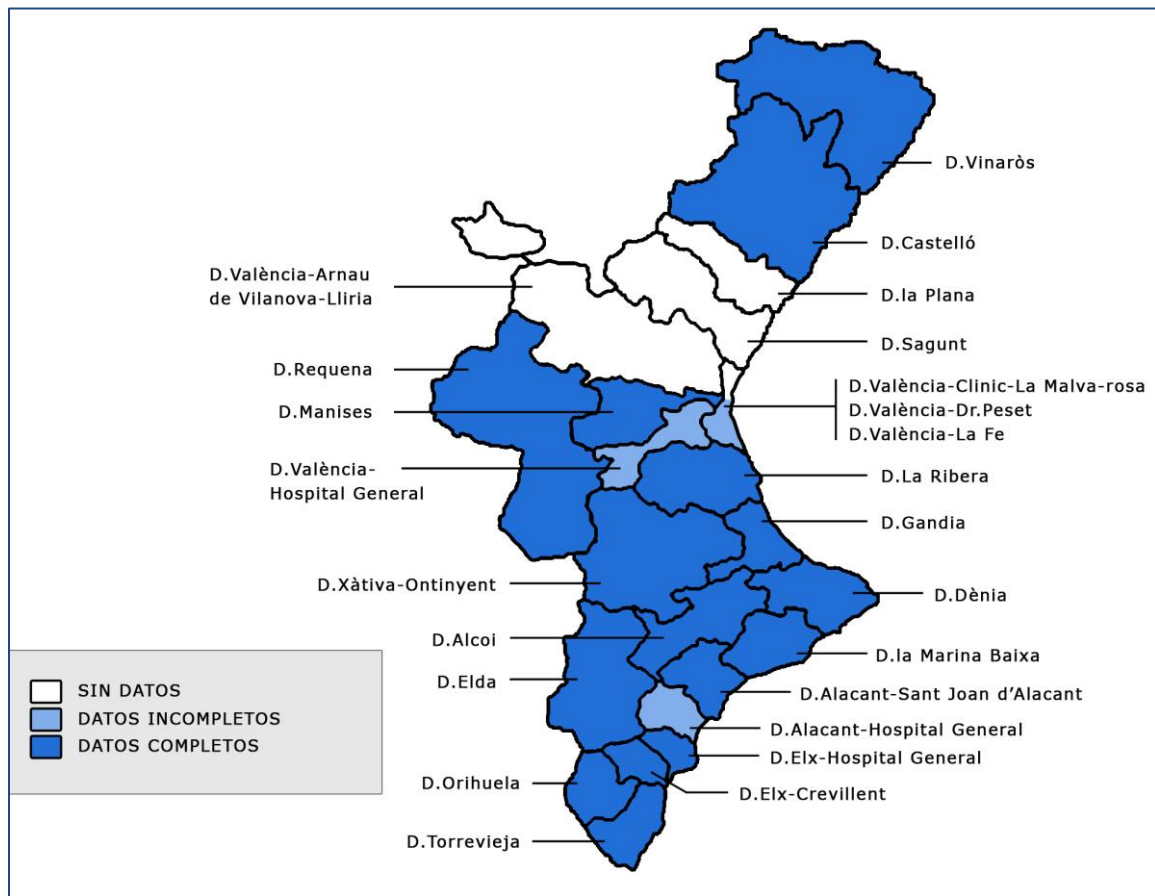 D.Vinaròs
D.Castelló
D.València-Arnau
de Vilanova-Lliria
D.la Plana
D.Sagunt
D.Requena
D.València-Clinic-La Malva-rosa
D.Manises
D.València-Dr.Peset
D.València-La Fe
D.València-
Hospital General
D.La Ribera
D.Gandia
D.Xàtiva-Ontinyent
D.Dènia
D.Alcoi
D.la Marina Baixa
D.Elda
D.Alacant-Sant Joan d’Alacant
SIN DATOS
DATOS INCOMPLETOS
DATOS COMPLETOS
D.Alacant-Hospital General
D.Elx-Hospital General
D.Orihuela
D.Elx-Crevillent
D.Torrevieja